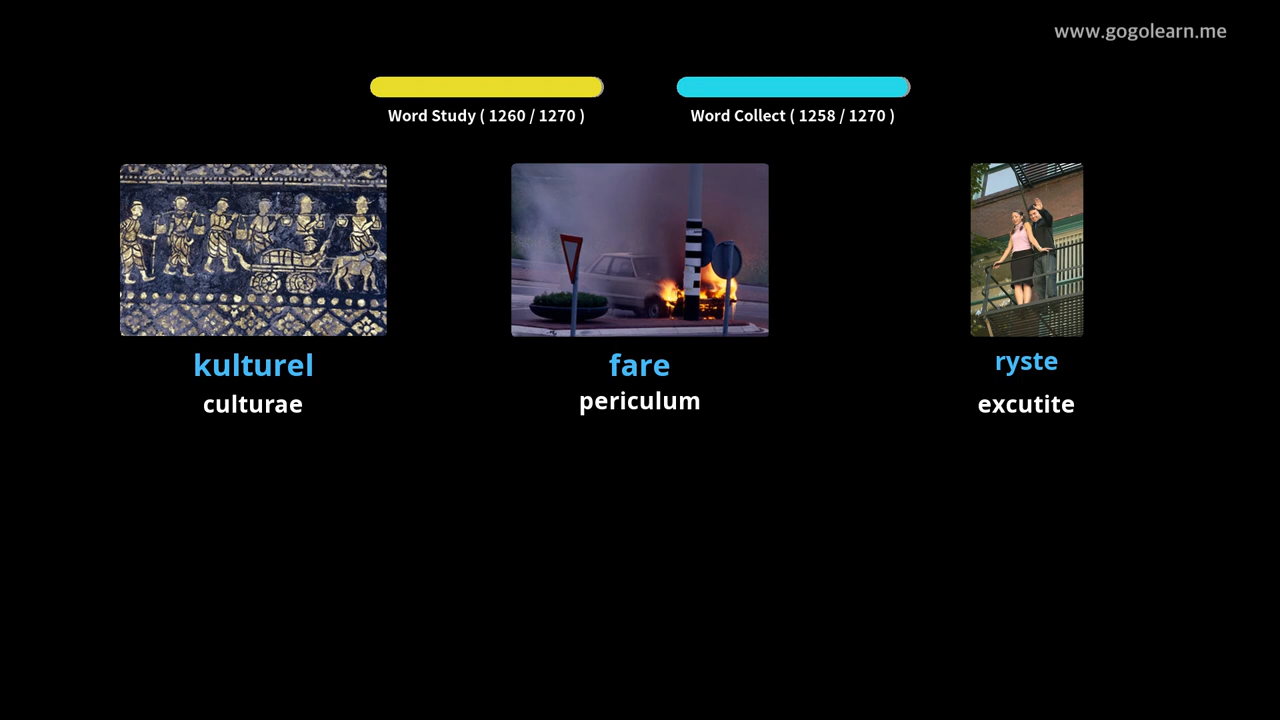 www.gogolearn.me
Word Study ( 1260 / 1270 )
Word Collect ( 1258 / 1270 )
kulturel
culturae
fare
periculum
ryste
excutite